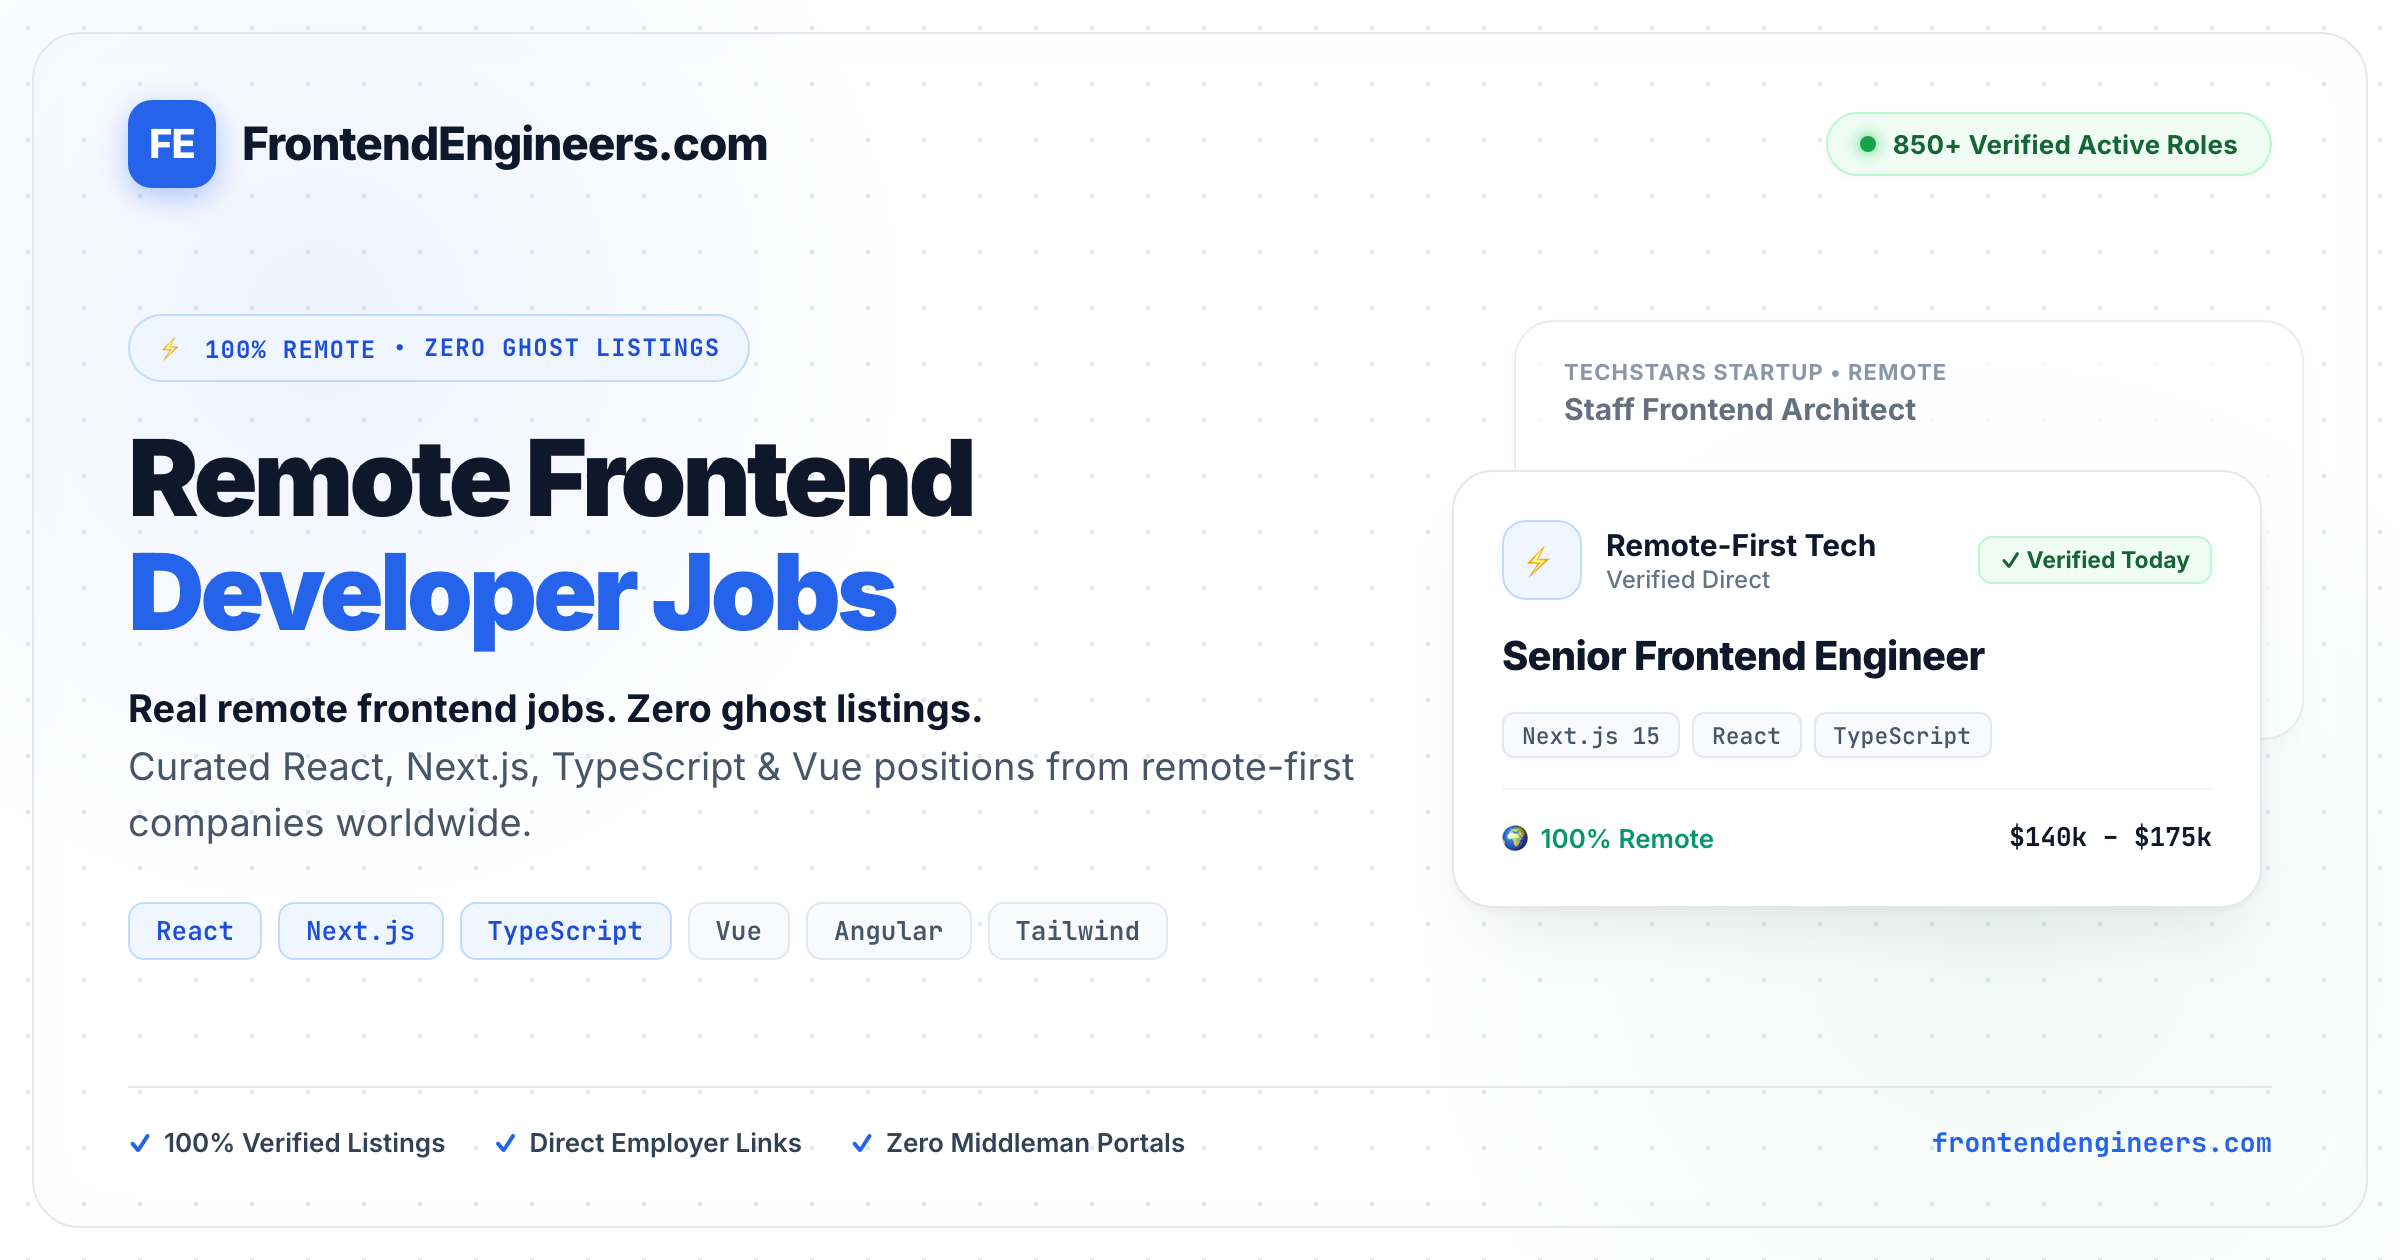 FE FrontendEngineers.com
850+ Verified Active Roles
⚡ 100% REMOTE • ZERO GHOST LISTINGS
Remote Frontend
Developer Jobs
Real remote frontend jobs. Zero ghost listings.
Curated React, Next.js, TypeScript & Vue positions from remote-first
companies worldwide.
React Next.js TypeScript Vue Angular Tailwind
TECHSTARS STARTUP • REMOTE
Staff Frontend Architect
Remote-First Tech
Verified Direct
✓ Verified Today
Senior Frontend Engineer
Next.js 15 React TypeScript
🌍 100% Remote
$140k – $175k
✓ 100% Verified Listings ✓ Direct Employer Links ✓ Zero Middleman Portals
frontendengineers.com